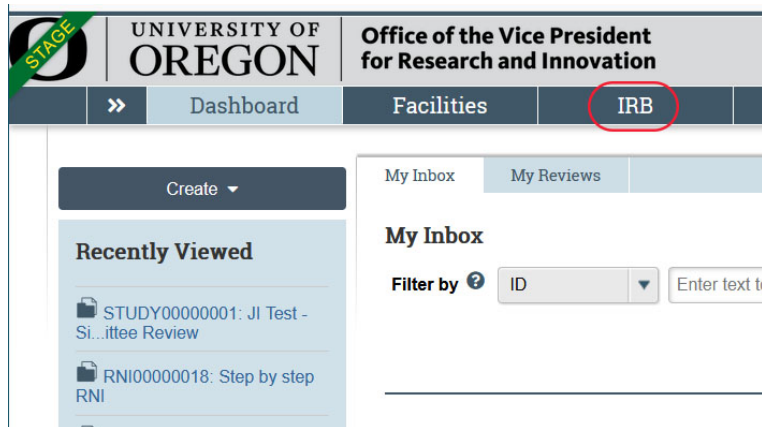 STAGE
UNIVERSITY OF
OREGON
Office of the Vice President
for Research and Innovation
»
Dashboard
Facilities
IRB
Create
My Inbox
My Reviews
Recently Viewed
STUDY00000001: JI Test -
Si...ittee Review
RNI00000018: Step by step
RNI
My Inbox
Filter by ? ID
Enter text t